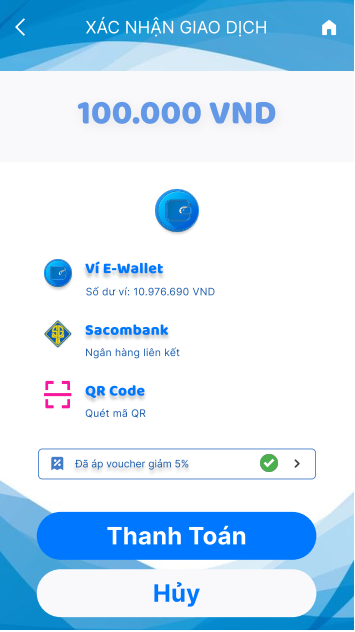 XÁC NHẬN GIAO DỊCH
100.000 VND
Ví E-Wallet
Số dư ví: 10.976.690 VND
Sacombank
Ngân hàng liên kết
QR Code
Quét mã QR
Đã áp voucher giảm 5%
Thanh Toán
Hủy